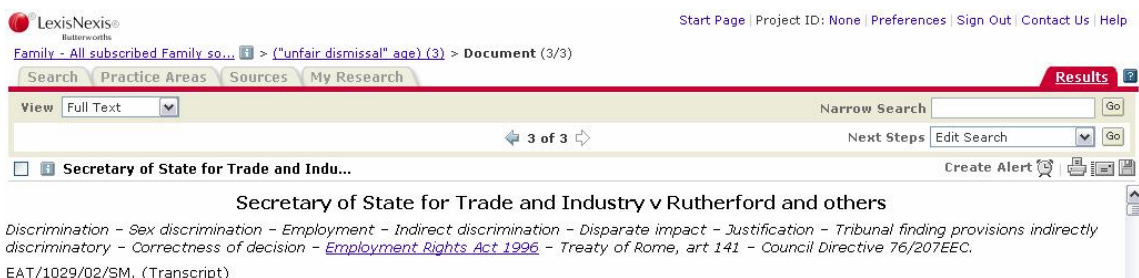 LexisNexis®
Butterworths
Start Page | Project ID: None | Preferences | Sign Out | Contact Us | Help
Family - All subscribed Family so... i > ("unfair dismissal" age) (3) > Document (3/3)
Search Practice Areas Sources My Research Results ?
View Full Text Narrow Search Go
3 of 3 Next Steps Edit Search Go
i Secretary of State for Trade and Indu... Create Alert
Secretary of State for Trade and Industry v Rutherford and others
Discrimination – Sex discrimination – Employment – Indirect discrimination – Disparate impact – Justification – Tribunal finding provisions indirectly
discriminatory – Correctness of decision – Employment Rights Act 1996 – Treaty of Rome, art 141 – Council Directive 76/207EEC.
EAT/1029/02/SM, (Transcript)